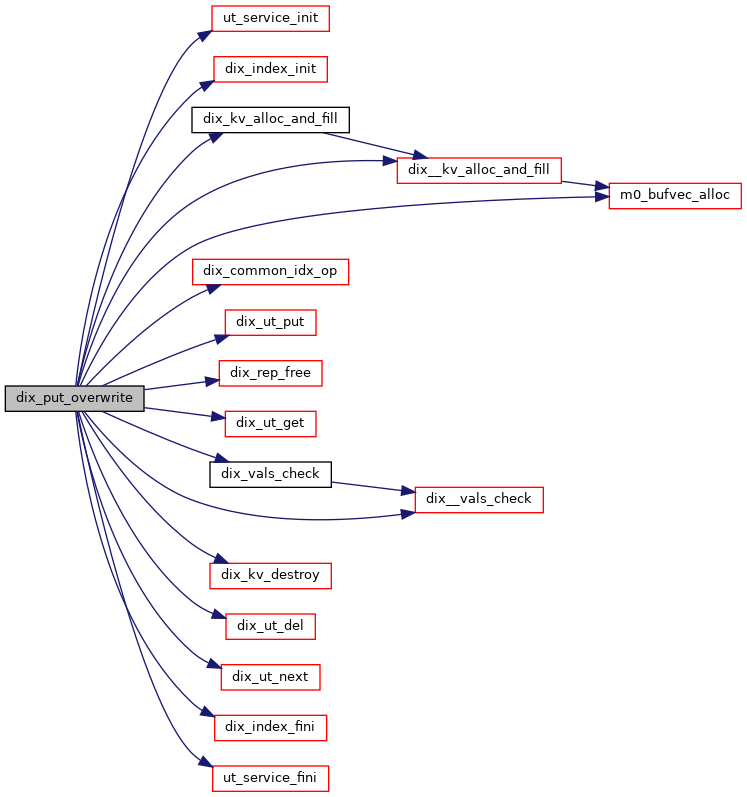 ut_service_init
dix_index_init
dix_kv_alloc_and_fill
dix__kv_alloc_and_fill
m0_bufvec_alloc
dix_common_idx_op
dix_ut_put
dix_rep_free
dix_put_overwrite
dix_ut_get
dix_vals_check
dix__vals_check
dix_kv_destroy
dix_ut_del
dix_ut_next
dix_index_fini
ut_service_fini